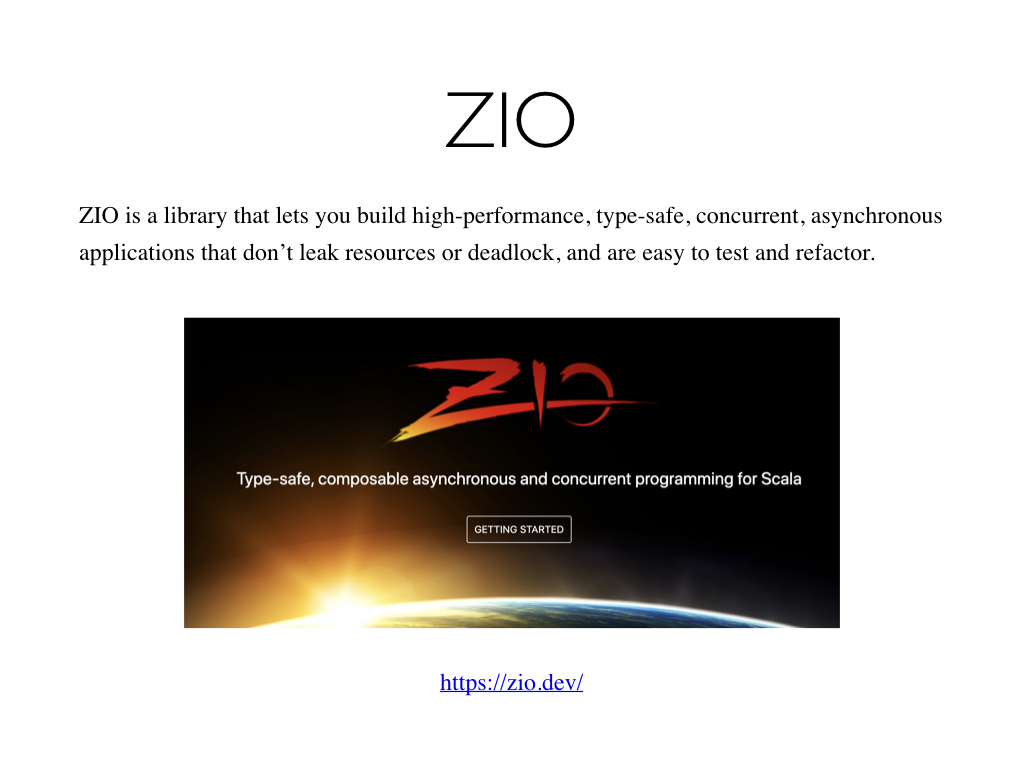 ZIO
ZIO is a library that lets you build high-performance, type-safe, concurrent, asynchronous
applications that don’t leak resources or deadlock, and are easy to test and refactor.
ZIO
Type-safe, composable asynchronous and concurrent programming for Scala
GETTING STARTED
https://zio.dev/